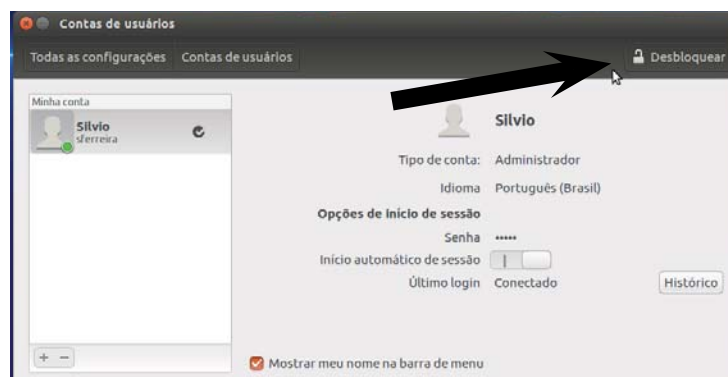 Contas de usuários
Todas as configurações Contas de usuários Desbloquear
Minha conta
Silvio
sferreira
Silvio
Tipo de conta: Administrador
Idioma Português (Brasil)
Opções de início de sessão
Senha •••••
Início automático de sessão
Último login Conectado Histórico
+ −
Mostrar meu nome na barra de menu